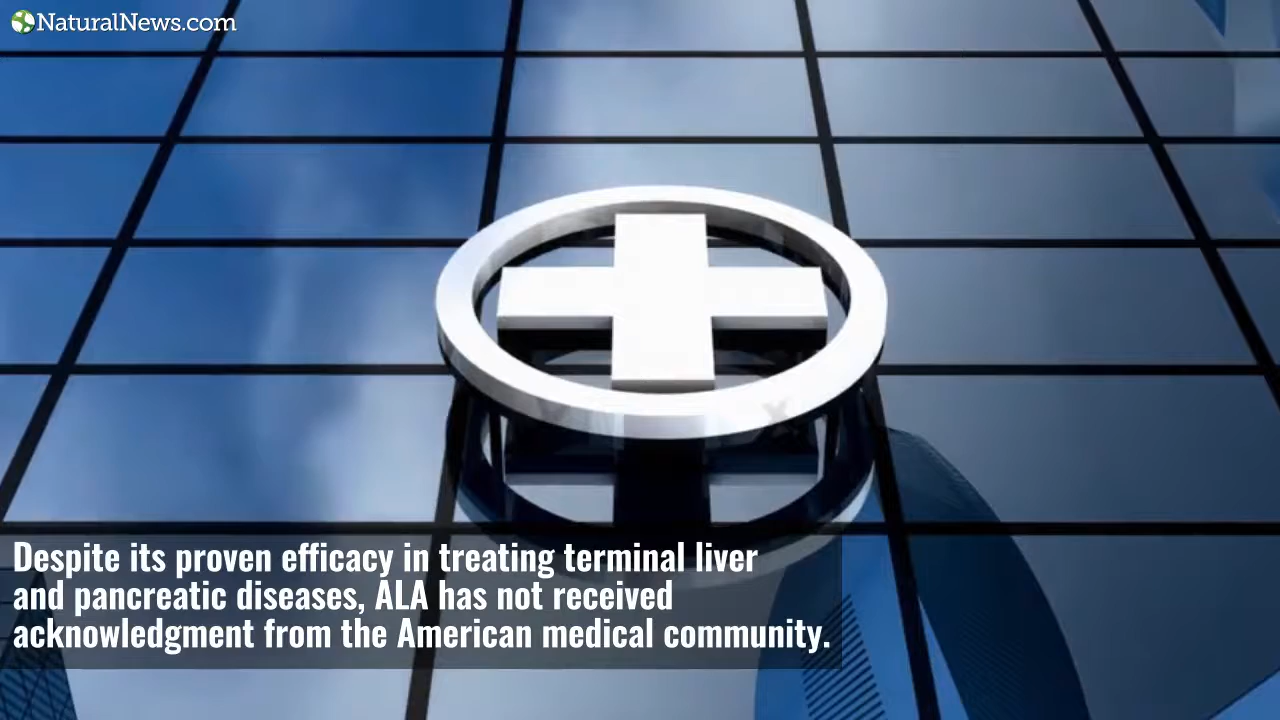 NaturalNews.com
Despite its proven efficacy in treating terminal liver
and pancreatic diseases, ALA has not received
acknowledgment from the American medical community.